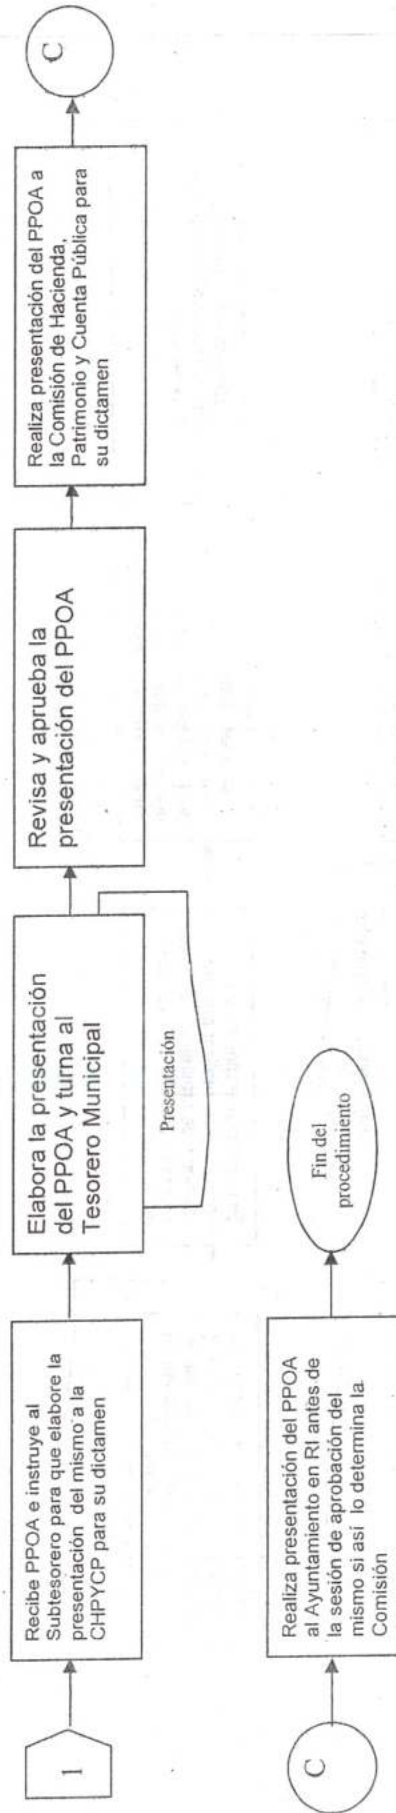 1
Recibe PPOA e instruye al
Subtesorero para que elabore la
presentación del mismo a la
CHPYCP para su dictamen
Elabora la presentación
del PPOA y turna al
Tesorero Municipal
Presentación
Revisa y aprueba la
presentación del PPOA
Realiza presentación del PPOA a
la Comisión de Hacienda,
Patrimonio y Cuenta Pública para
su dictamen
C
C
Realiza presentación del PPOA
al Ayuntamiento en RI antes de
la sesión de aprobación del
mismo si así lo determina la
Comisión
Fin del
procedimiento